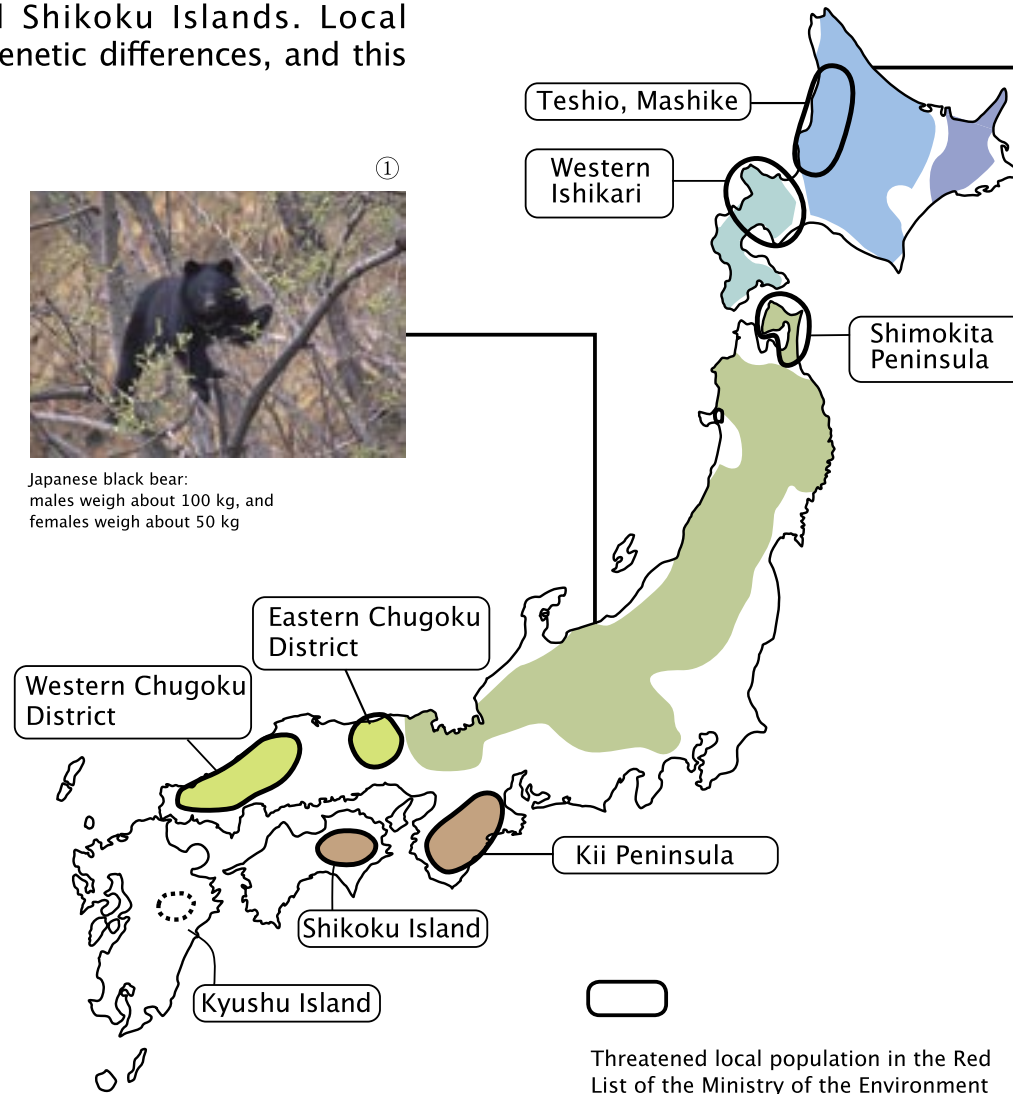 Shikoku Islands. Local
genetic differences, and this
①
Japanese black bear:
males weigh about 100 kg, and
females weigh about 50 kg
Teshio, Mashike
Western
Ishikari
Shimokita
Peninsula
Eastern Chugoku
District
Western Chugoku
District
Kii Peninsula
Shikoku Island
Kyushu Island
Threatened local population in the Red
List of the Ministry of the Environment